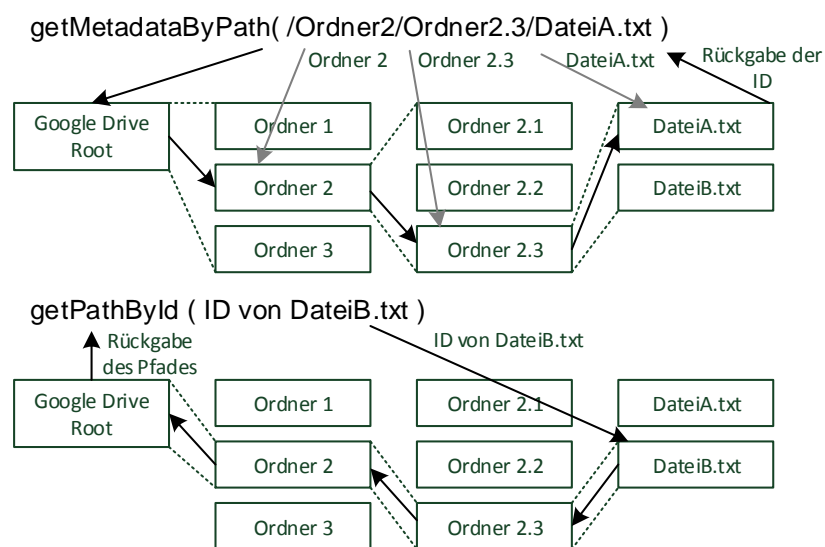 getMetadataByPath( /Ordner2/Ordner2.3/DateiA.txt )
Ordner 2
Ordner 2.3
DateiA.txt
Rückgabe der
ID
Google Drive
Root
Ordner 1
Ordner 2.1
DateiA.txt
Ordner 2
Ordner 2.2
DateiB.txt
Ordner 3
Ordner 2.3
getPathById ( ID von DateiB.txt )
Rückgabe
des Pfades
ID von DateiB.txt
Google Drive
Root
Ordner 1
Ordner 2.1
DateiA.txt
Ordner 2
Ordner 2.2
DateiB.txt
Ordner 3
Ordner 2.3